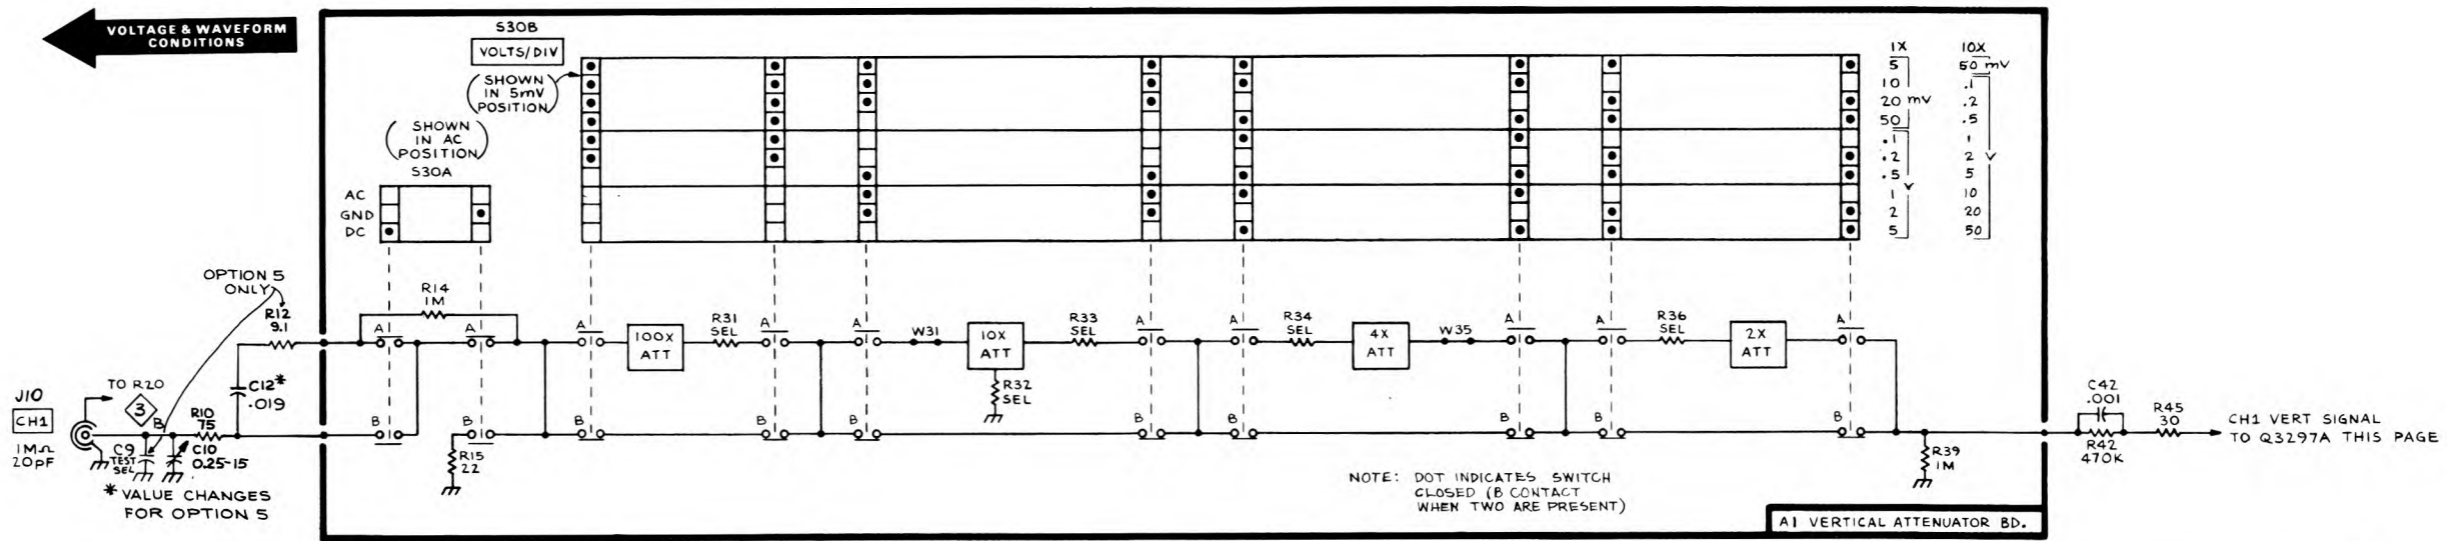 VOLTAGE & WAVEFORM
CONDITIONS
S30B
VOLTS/DIV
(SHOWN
IN 5mV
POSITION)
(SHOWN
IN AC
POSITION)
S30A
AC
GND
DC
1X
5
10
20 mV
50
.1
.2
.5
V
1
2
5
10X
50 mV
.1
.2
.5
1
2 V
5
10
20
50
OPTION 5
ONLY
R12
9.1
R14
1M
A
A
A
100X
ATT
R31
SEL
A
A
W31
10X
ATT
R33
SEL
A
A
R34
SEL
4X
ATT
W35
A
A
R36
SEL
2X
ATT
A
R32
SEL
J10
CH1
1MΩ
20pF
TO R20
3
B
C9
TEST
SEL
C10
0.25-15
R10
75
C12*
.019
* VALUE CHANGES
FOR OPTION 5
B
B
R15
22
B
B
B
B
B
B
B
B
R39
1M
C42
.001
R42
470K
R45
30
CH1 VERT SIGNAL
TO Q3297A THIS PAGE
NOTE: DOT INDICATES SWITCH
CLOSED (B CONTACT
WHEN TWO ARE PRESENT)
A1 VERTICAL ATTENUATOR BD.